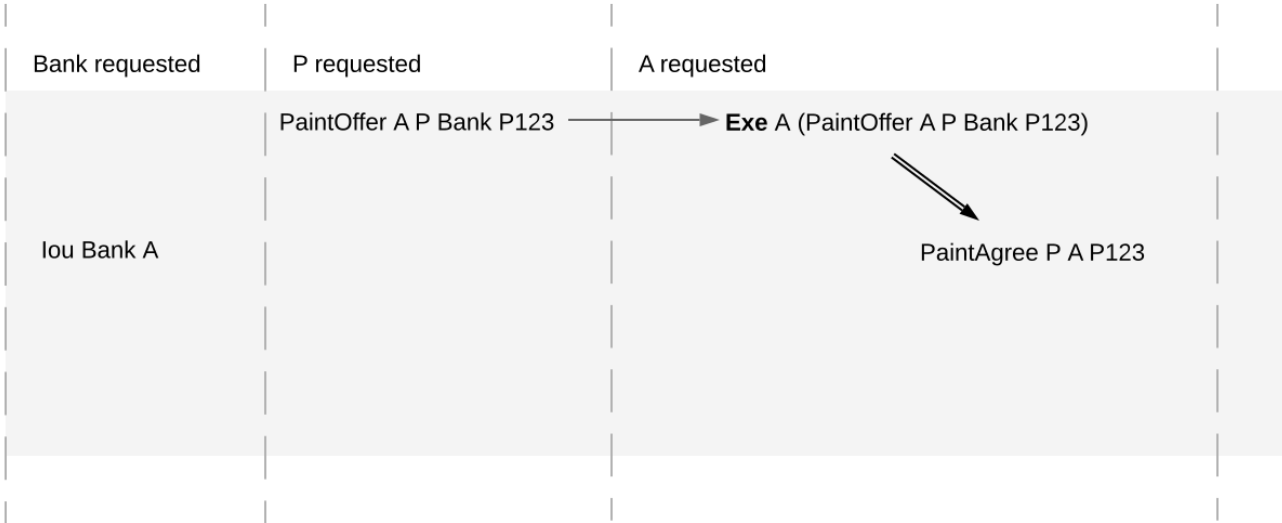 Bank requested
P requested
A requested
PaintOffer A P Bank P123
Exe A (PaintOffer A P Bank P123)
Iou Bank A
PaintAgree P A P123